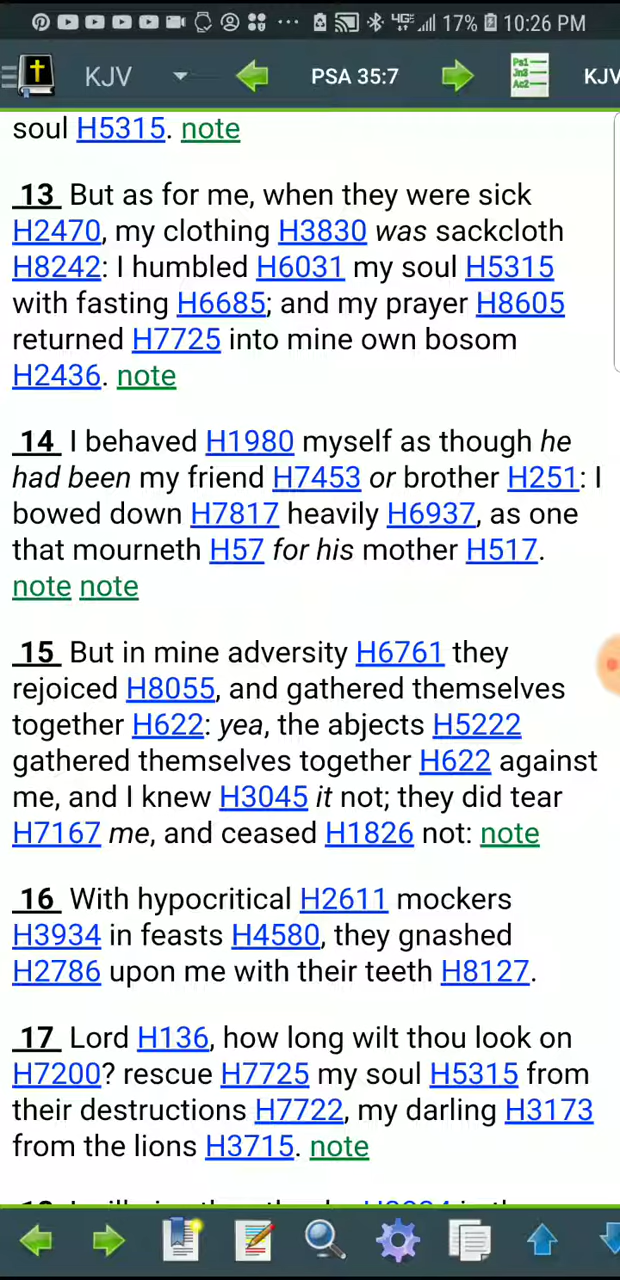 17% 10:26 PM
KJV PSA 35:7 KJV
soul H5315. note
13 But as for me, when they were sick
H2470, my clothing H3830 was sackcloth
H8242: I humbled H6031 my soul H5315
with fasting H6685; and my prayer H8605
returned H7725 into mine own bosom
H2436. note
14 I behaved H1980 myself as though he
had been my friend H7453 or brother H251: I
bowed down H7817 heavily H6937, as one
that mourneth H57 for his mother H517.
note note
15 But in mine adversity H6761 they
rejoiced H8055, and gathered themselves
together H622: yea, the abjects H5222
gathered themselves together H622 against
me, and I knew H3045 it not; they did tear
H7167 me, and ceased H1826 not: note
16 With hypocritical H2611 mockers
H3934 in feasts H4580, they gnashed
H2786 upon me with their teeth H8127.
17 Lord H136, how long wilt thou look on
H7200? rescue H7725 my soul H5315 from
their destructions H7722, my darling H3173
from the lions H3715. note